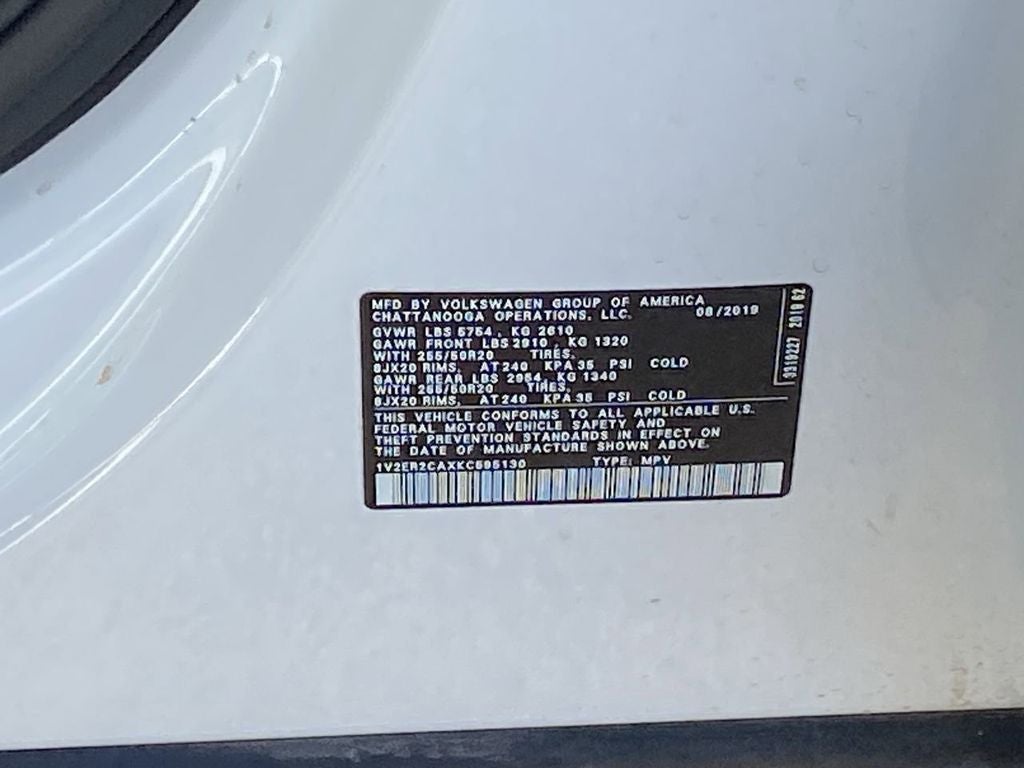 MFD BY VOLKSWAGEN GROUP OF AMERICA
CHATTANOOGA OPERATIONS, LLC. 08/2019
GVWR LBS 5754 , KG 2610
GAWR FRONT LBS 2910 , KG 1320
WITH 255/50R20 TIRES,
8JX20 RIMS, AT 240 KPA 35 PSI COLD
GAWR REAR LBS 2954 , KG 1340
WITH 255/50R20 TIRES,
8JX20 RIMS, AT 240 KPA 35 PSI COLD
THIS VEHICLE CONFORMS TO ALL APPLICABLE U.S.
FEDERAL MOTOR VEHICLE SAFETY AND
THEFT PREVENTION STANDARDS IN EFFECT ON
THE DATE OF MANUFACTURE SHOWN ABOVE.
1V2ER2CAXKC595130 TYPE: MPV
3319227 2019 62